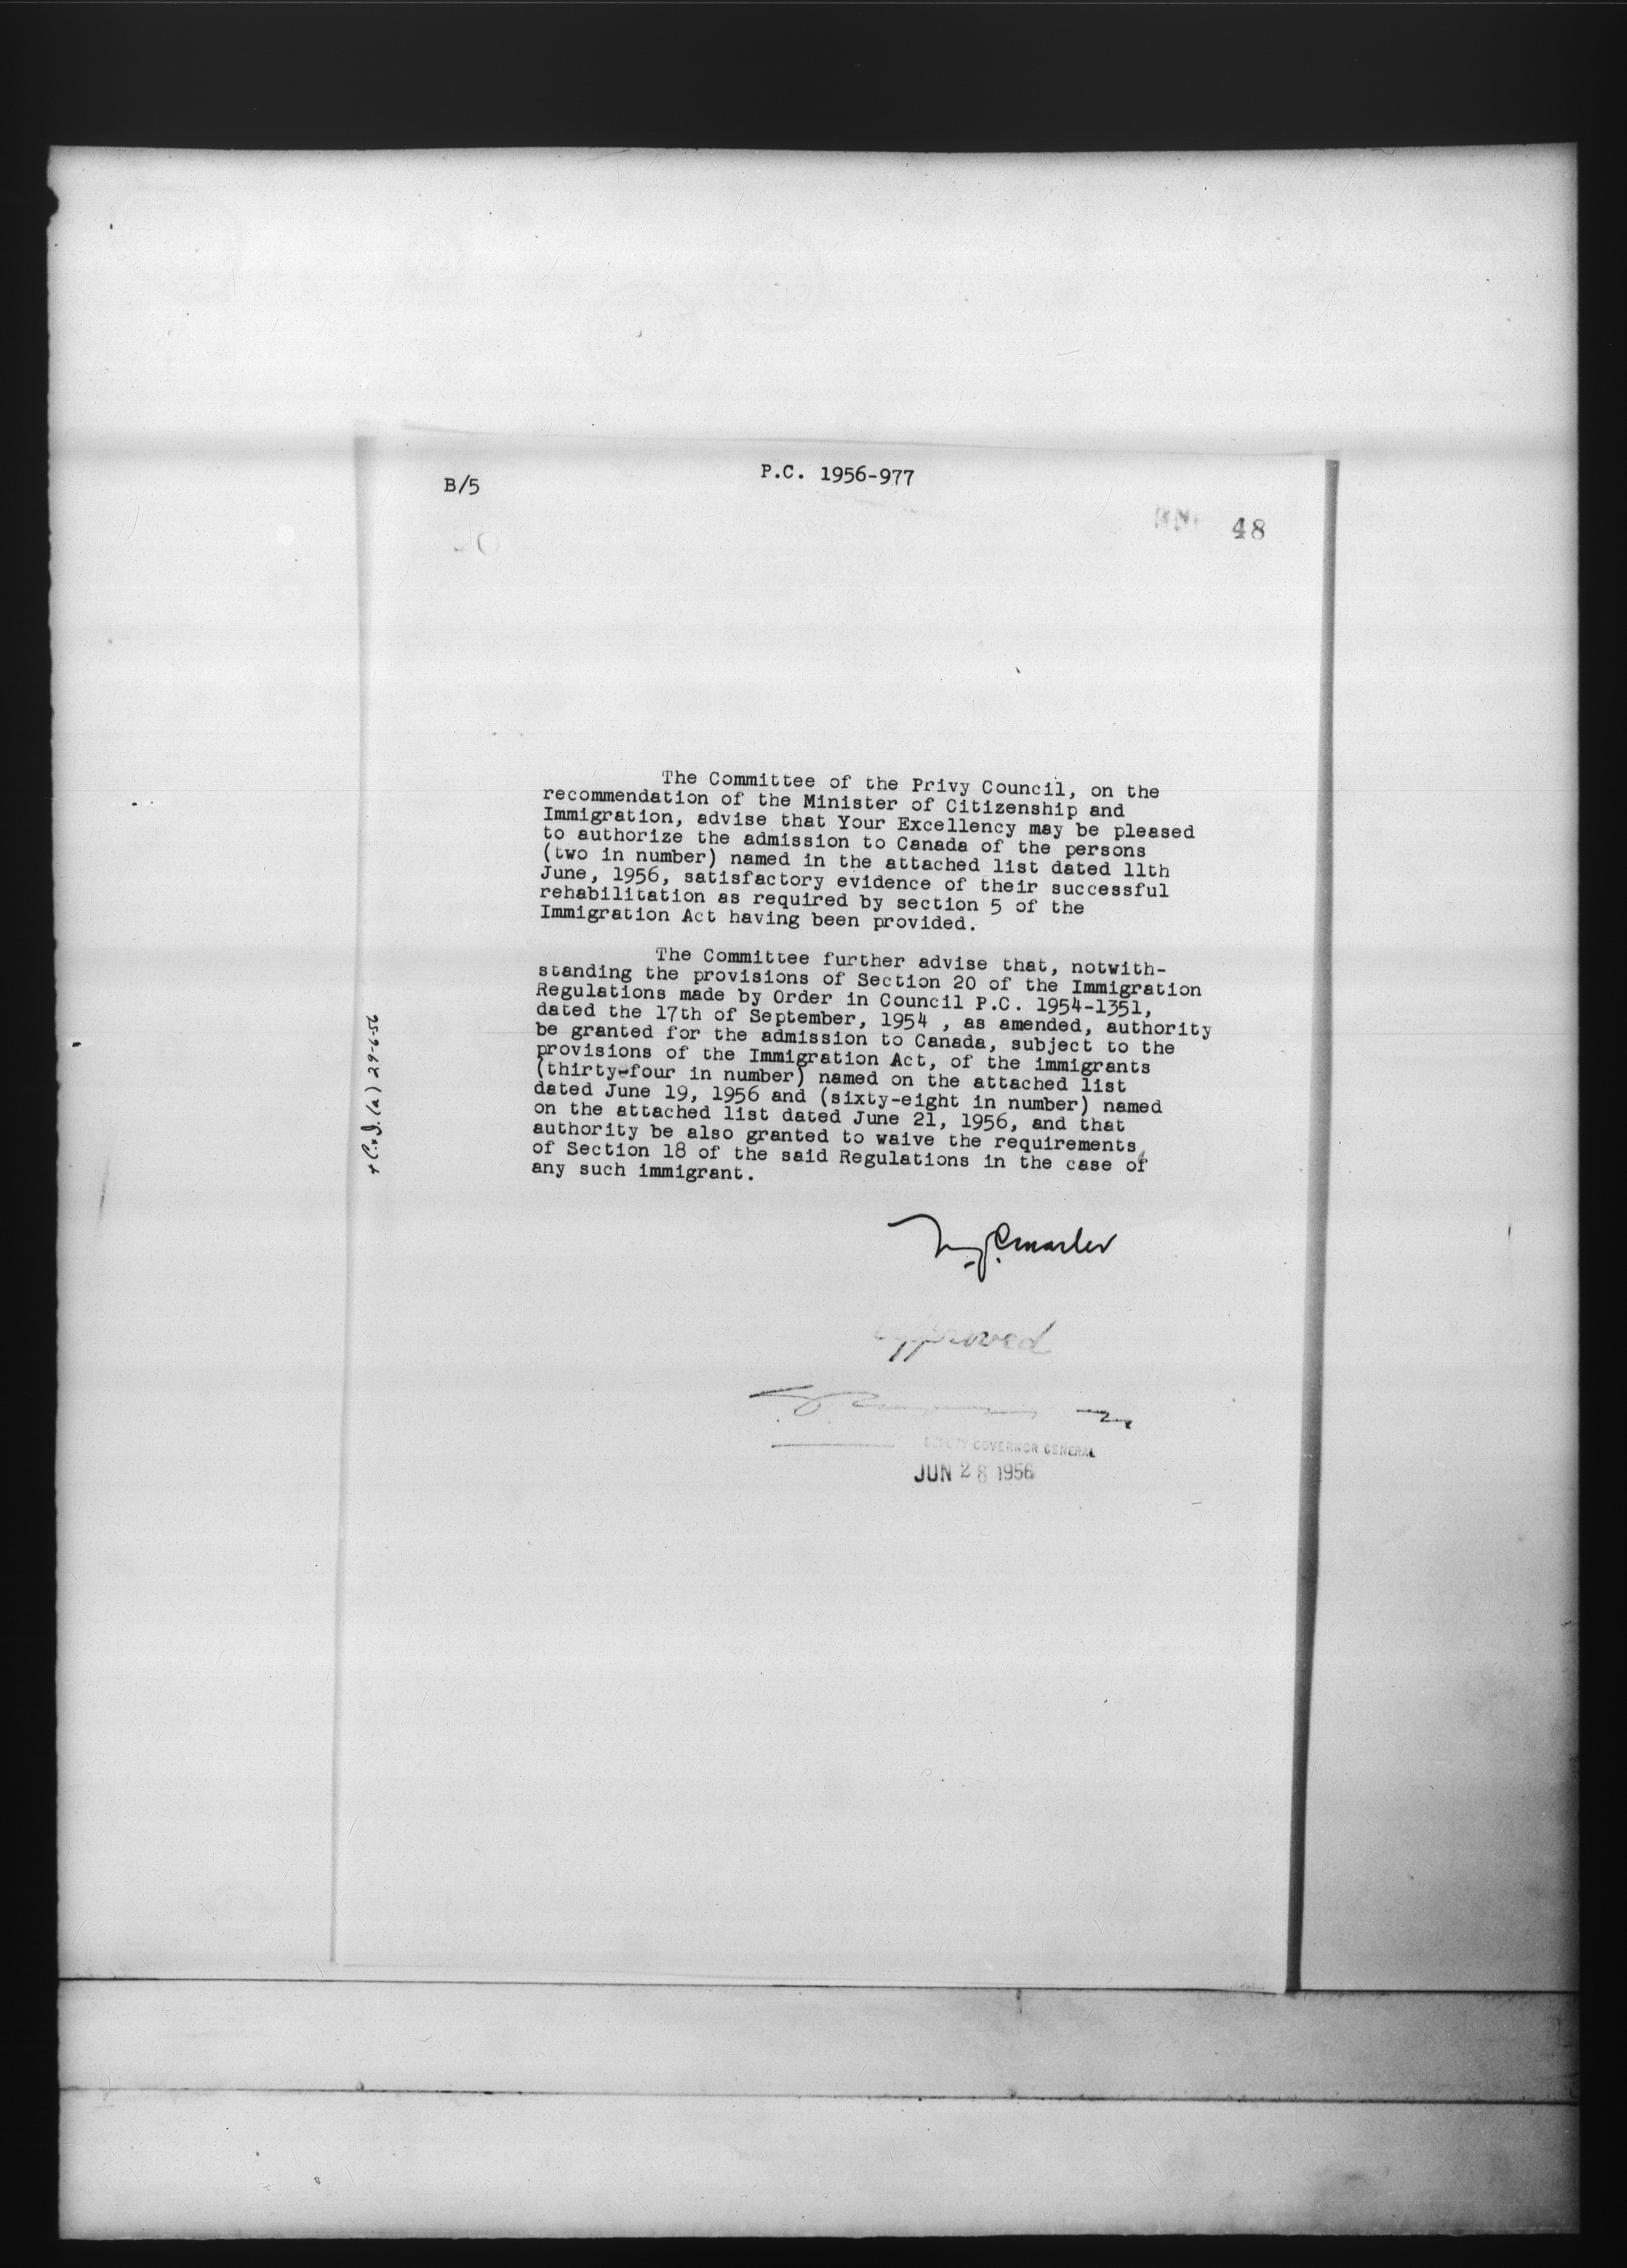 P.C. 1956-977
B/5
48
The Committee of the Privy Council, on the
recommendation of the Minister of Citizenship and
Immigration, advise that Your Excellency may be pleased
to authorize the admission to Canada of the persons
(two in number) named in the attached list dated 11th
June, 1956, satisfactory evidence of their successful
rehabilitation as required by section 5 of the
Immigration Act having been provided.
The Committee further advise that, notwith-
standing the provisions of Section 20 of the Immigration
Regulations made by Order in Council P.C. 1954-1351,
dated the 17th of September, 1954 , as amended, authority
be granted for the admission to Canada, subject to the
provisions of the Immigration Act, of the immigrants
(thirty-four in number) named on the attached list
dated June 19, 1956 and (sixty-eight in number) named
on the attached list dated June 21, 1956, and that
authority be also granted to waive the requirements
of Section 18 of the said Regulations in the case of
any such immigrant.
+ C.&I. (a) 29-6-56
Marler
approved
DEPUTY GOVERNOR GENERAL
JUN 28 1956